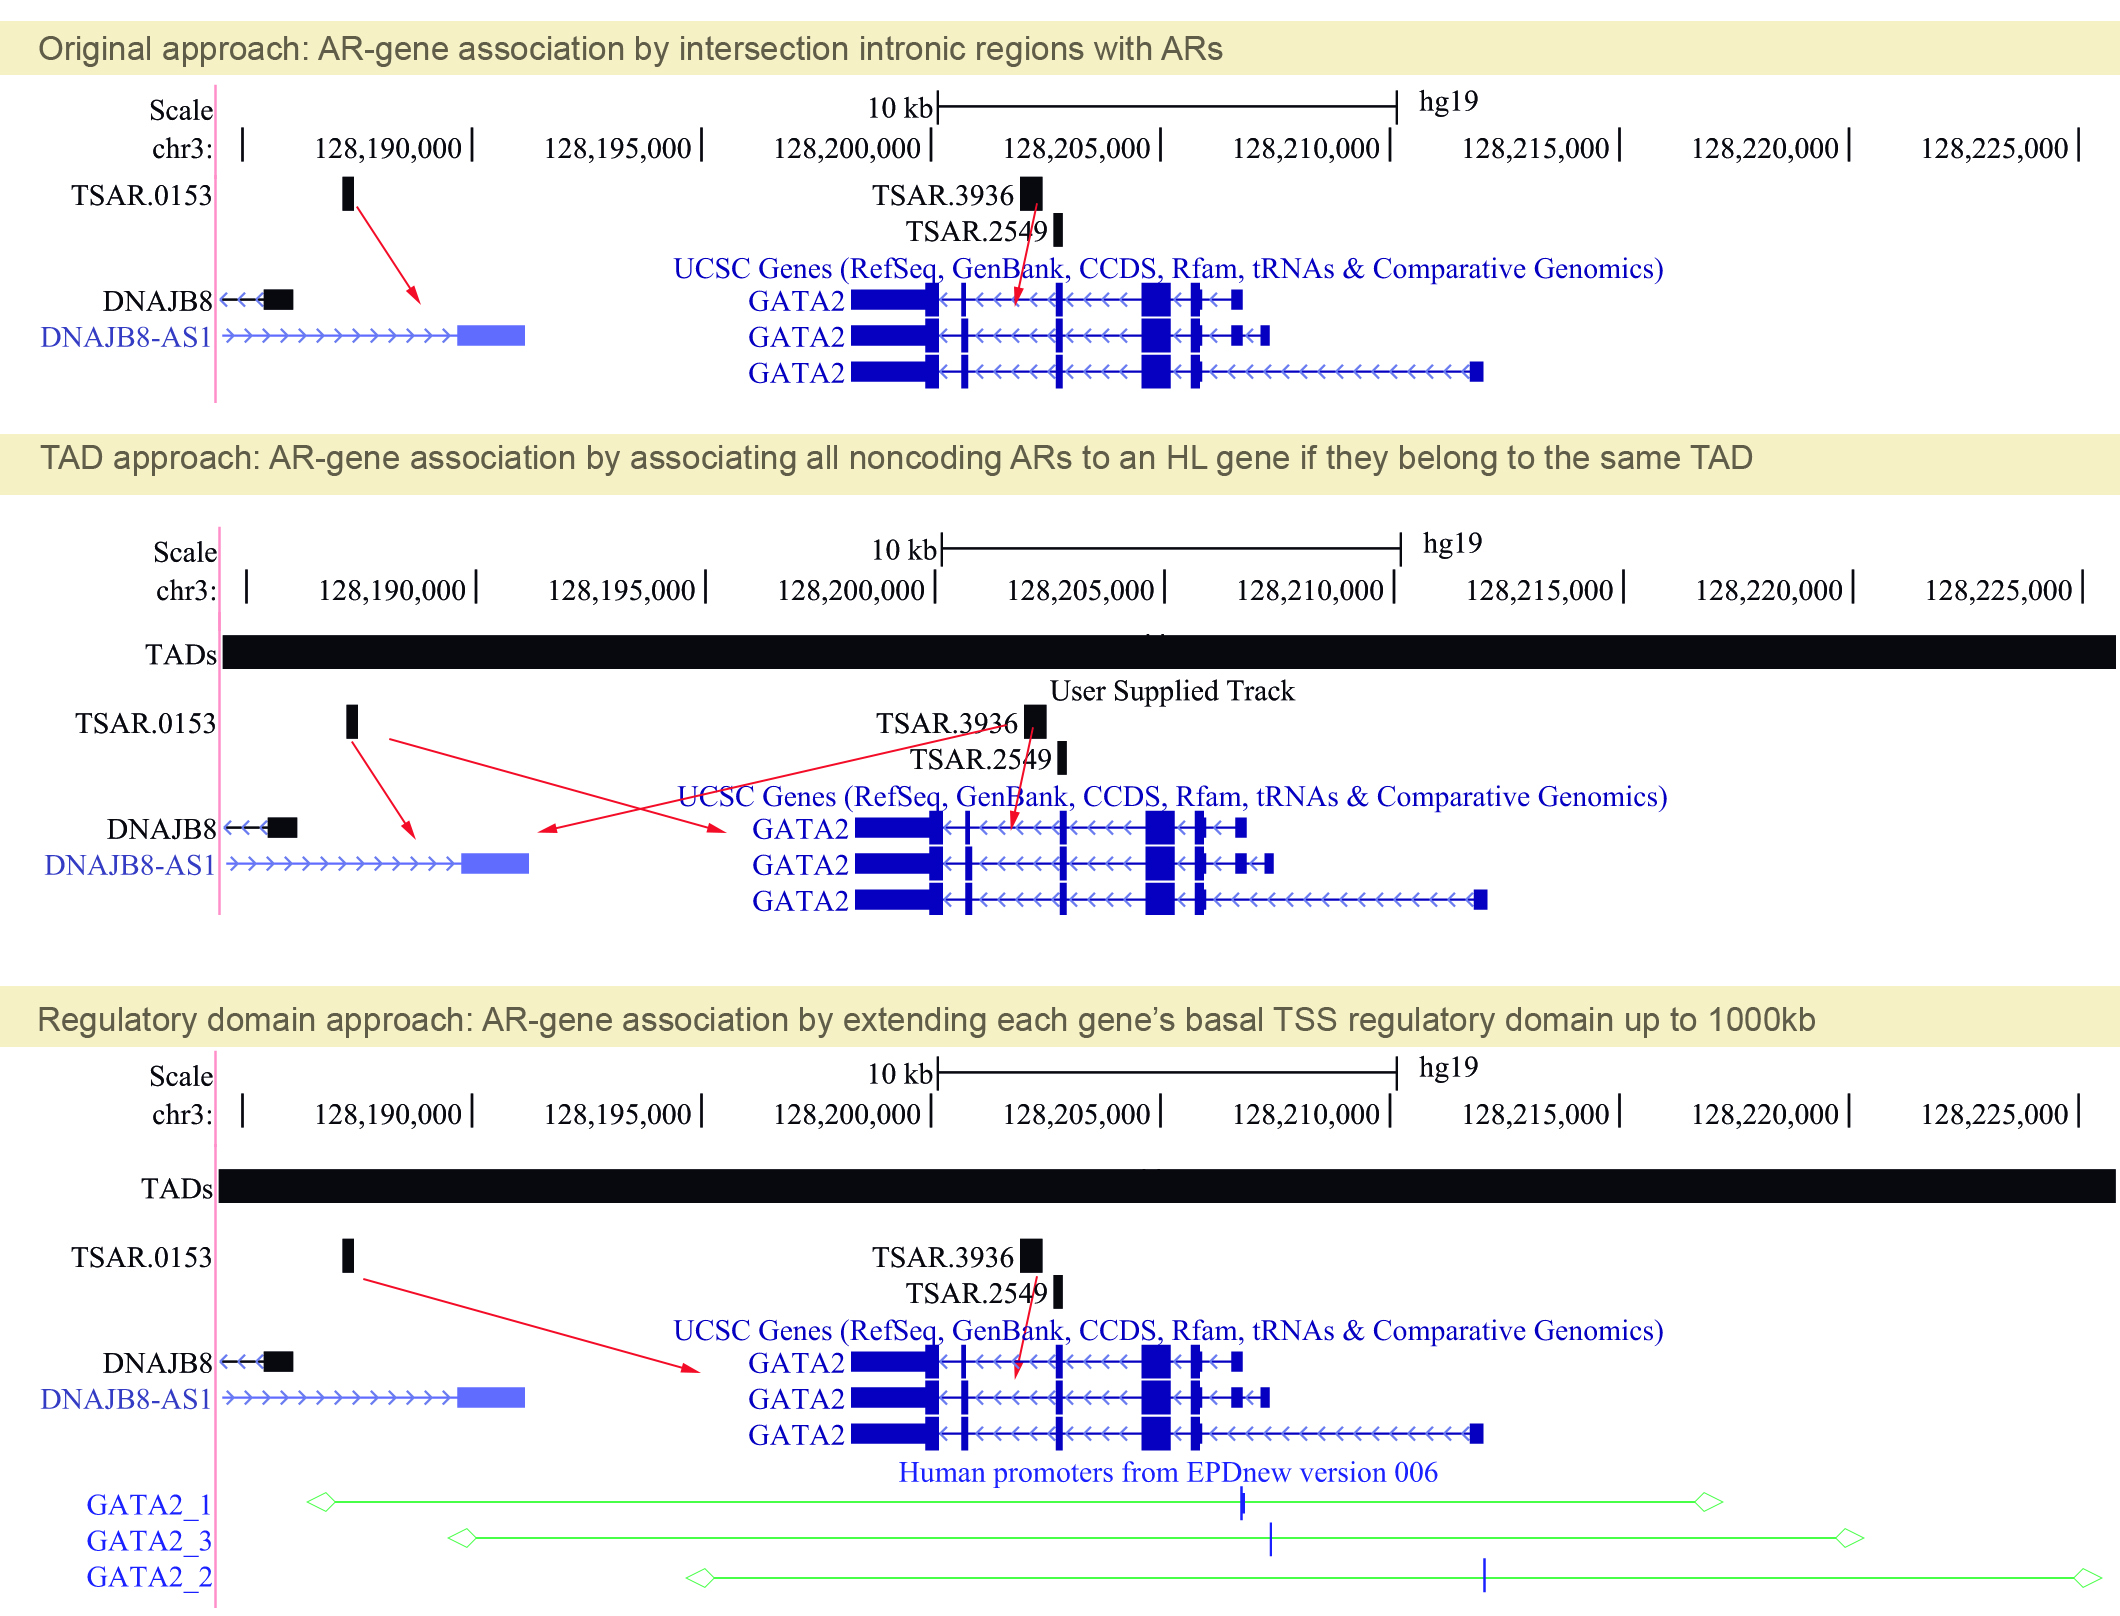 Original approach: AR-gene association by intersection intronic regions with ARs
Scale 10 kb hg19
chr3: 128,190,000 128,195,000 128,200,000 128,205,000 128,210,000 128,215,000 128,220,000 128,225,000
TSAR.0153 TSAR.3936
TSAR.2549
UCSC Genes (RefSeq, GenBank, CCDS, Rfam, tRNAs & Comparative Genomics)
DNAJB8 GATA2
DNAJB8-AS1 GATA2
GATA2
TAD approach: AR-gene association by associating all noncoding ARs to an HL gene if they belong to the same TAD
Scale 10 kb hg19
chr3: 128,190,000 128,195,000 128,200,000 128,205,000 128,210,000 128,215,000 128,220,000 128,225,000
TADs
User Supplied Track
TSAR.0153 TSAR.3936
TSAR.2549
UCSC Genes (RefSeq, GenBank, CCDS, Rfam, tRNAs & Comparative Genomics)
DNAJB8 GATA2
DNAJB8-AS1 GATA2
GATA2
Regulatory domain approach: AR-gene association by extending each gene’s basal TSS regulatory domain up to 1000kb
Scale 10 kb hg19
chr3: 128,190,000 128,195,000 128,200,000 128,205,000 128,210,000 128,215,000 128,220,000 128,225,000
TADs
TSAR.0153 TSAR.3936
TSAR.2549
UCSC Genes (RefSeq, GenBank, CCDS, Rfam, tRNAs & Comparative Genomics)
DNAJB8 GATA2
DNAJB8-AS1 GATA2
GATA2
Human promoters from EPDnew version 006
GATA2_1
GATA2_3
GATA2_2